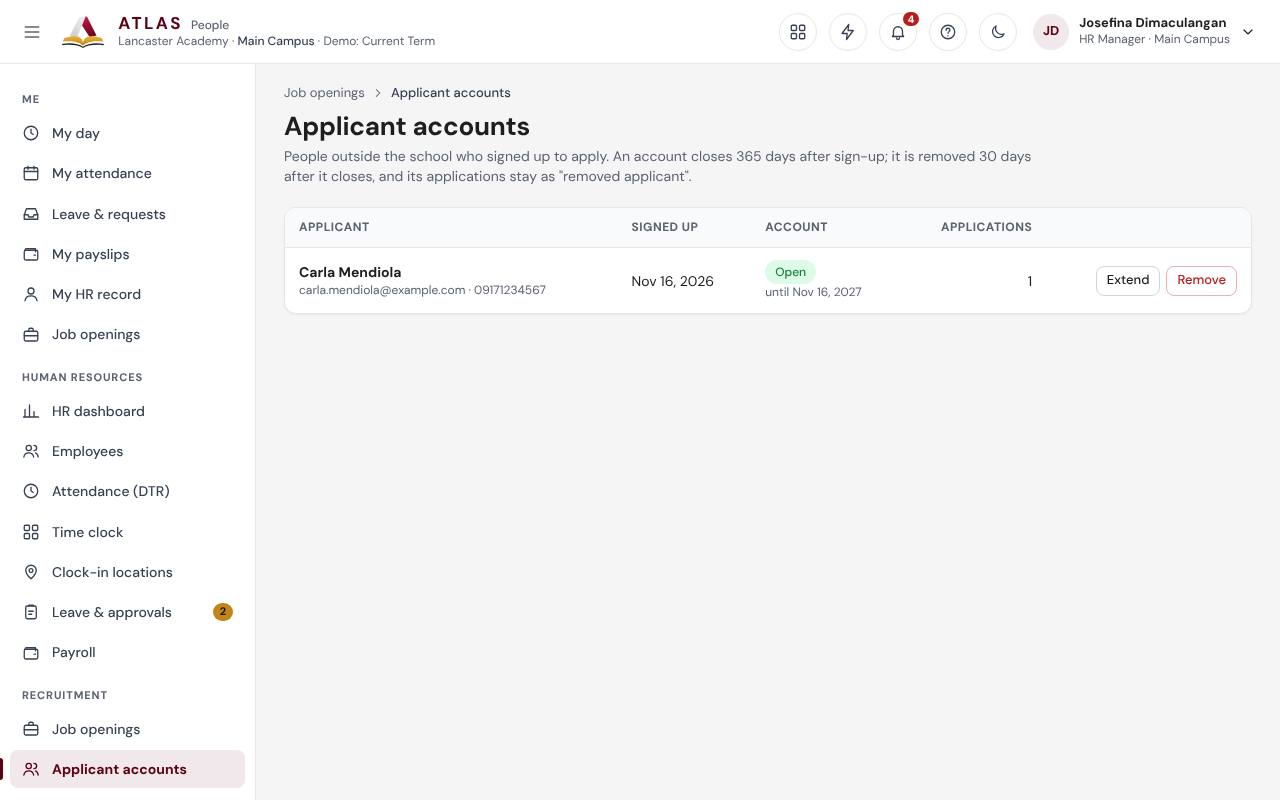 ATLAS People
Lancaster Academy · Main Campus · Demo: Current Term
4
JD
Josefina Dimaculangan
HR Manager · Main Campus
ME
My day
My attendance
Leave & requests
My payslips
My HR record
Job openings
HUMAN RESOURCES
HR dashboard
Employees
Attendance (DTR)
Time clock
Clock-in locations
Leave & approvals 2
Payroll
RECRUITMENT
Job openings
Applicant accounts
Job openings > Applicant accounts
Applicant accounts
People outside the school who signed up to apply. An account closes 365 days after sign-up; it is removed 30 days
after it closes, and its applications stay as "removed applicant".
APPLICANT SIGNED UP ACCOUNT APPLICATIONS
Carla Mendiola
carla.mendiola@example.com · 09171234567
Nov 16, 2026
Open
until Nov 16, 2027
1
Extend
Remove